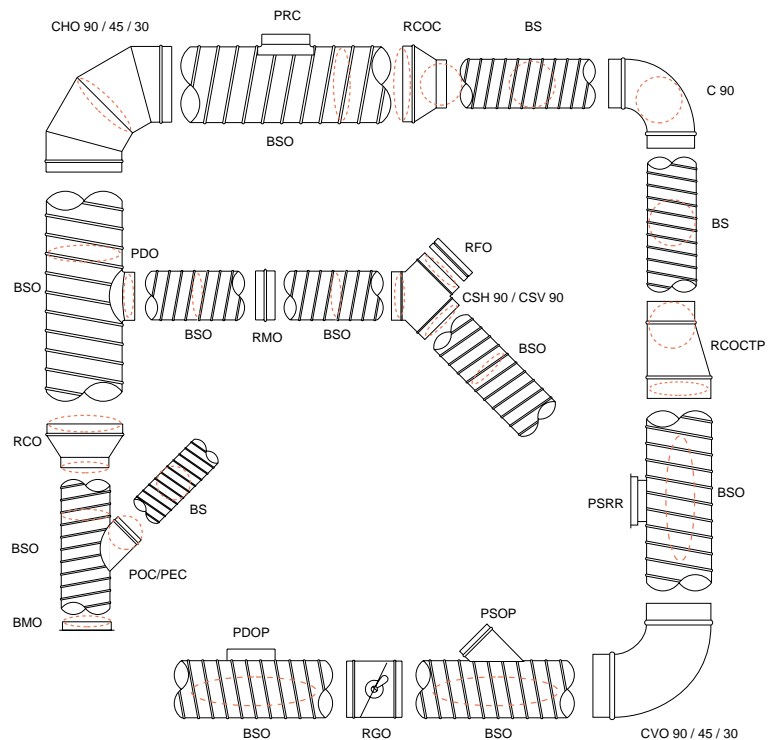 CHO 90 / 45 / 30
PRC
RCOC
BS
C 90
BSO
BS
PDO
RFO
BSO
CSH 90 / CSV 90
BSO
RMO
BSO
BSO
RCOCTP
RCO
BSO
PSRR
BS
BSO
POC/PEC
BMO
PDOP
PSOP
BSO
RGO
BSO
CVO 90 / 45 / 30